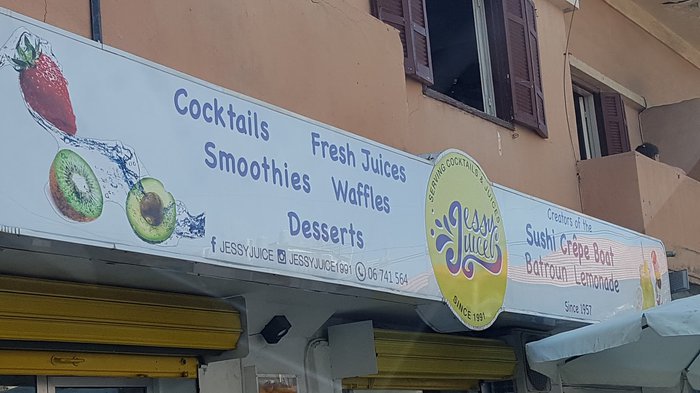 Cocktails
Fresh Juices
Smoothies
Waffles
Desserts
JESSYJUICE
JESSYJUICE1991
06 741 564
SERVING COCKTAILS & JUICES
Jessy
Juice
SINCE 1991
Creators of the
Sushi Crêpe Boat
Batroun Lemonade
Since 1957